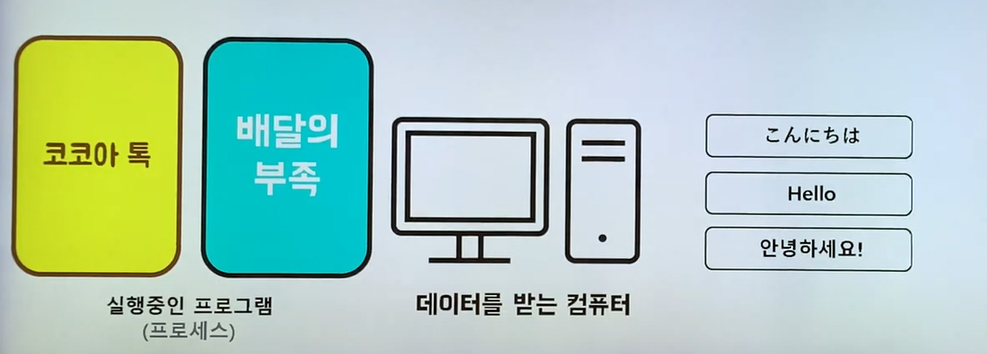 코코아 톡
배달의
부족
실행중인 프로그램
(프로세스)
데이터를 받는 컴퓨터
こんにちは
Hello
안녕하세요!